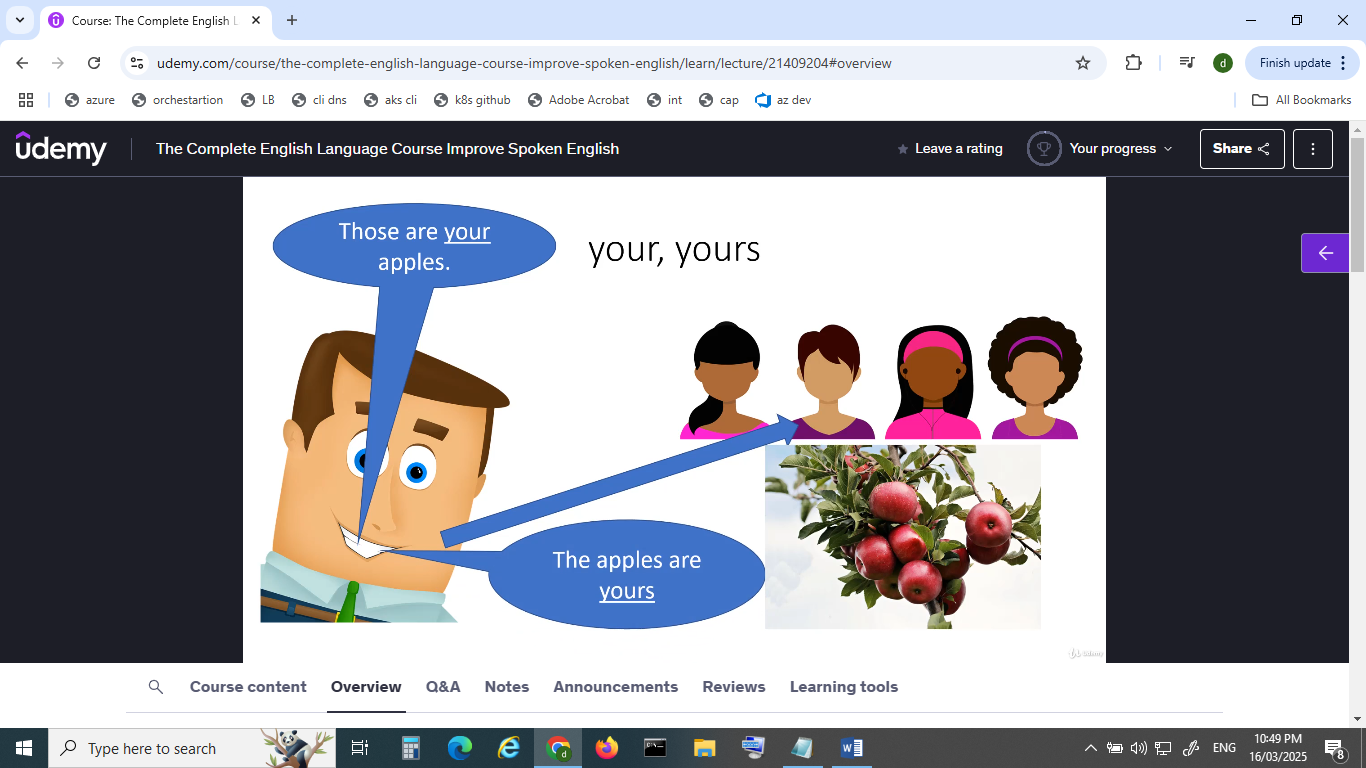 Course: The Complete English L
udemy.com/course/the-complete-english-language-course-improve-spoken-english/learn/lecture/21409204#overview
d
Finish update
azure
orchestartion
LB
cli dns
aks cli
k8s github
Adobe Acrobat
int
cap
az dev
All Bookmarks
udemy
The Complete English Language Course Improve Spoken English
Leave a rating
Your progress
Share
Those are your
apples.
your, yours
The apples are
yours
Udemy
Course content
Overview
Q&A
Notes
Announcements
Reviews
Learning tools
Type here to search
d
ENG
10:49 PM
16/03/2025
8